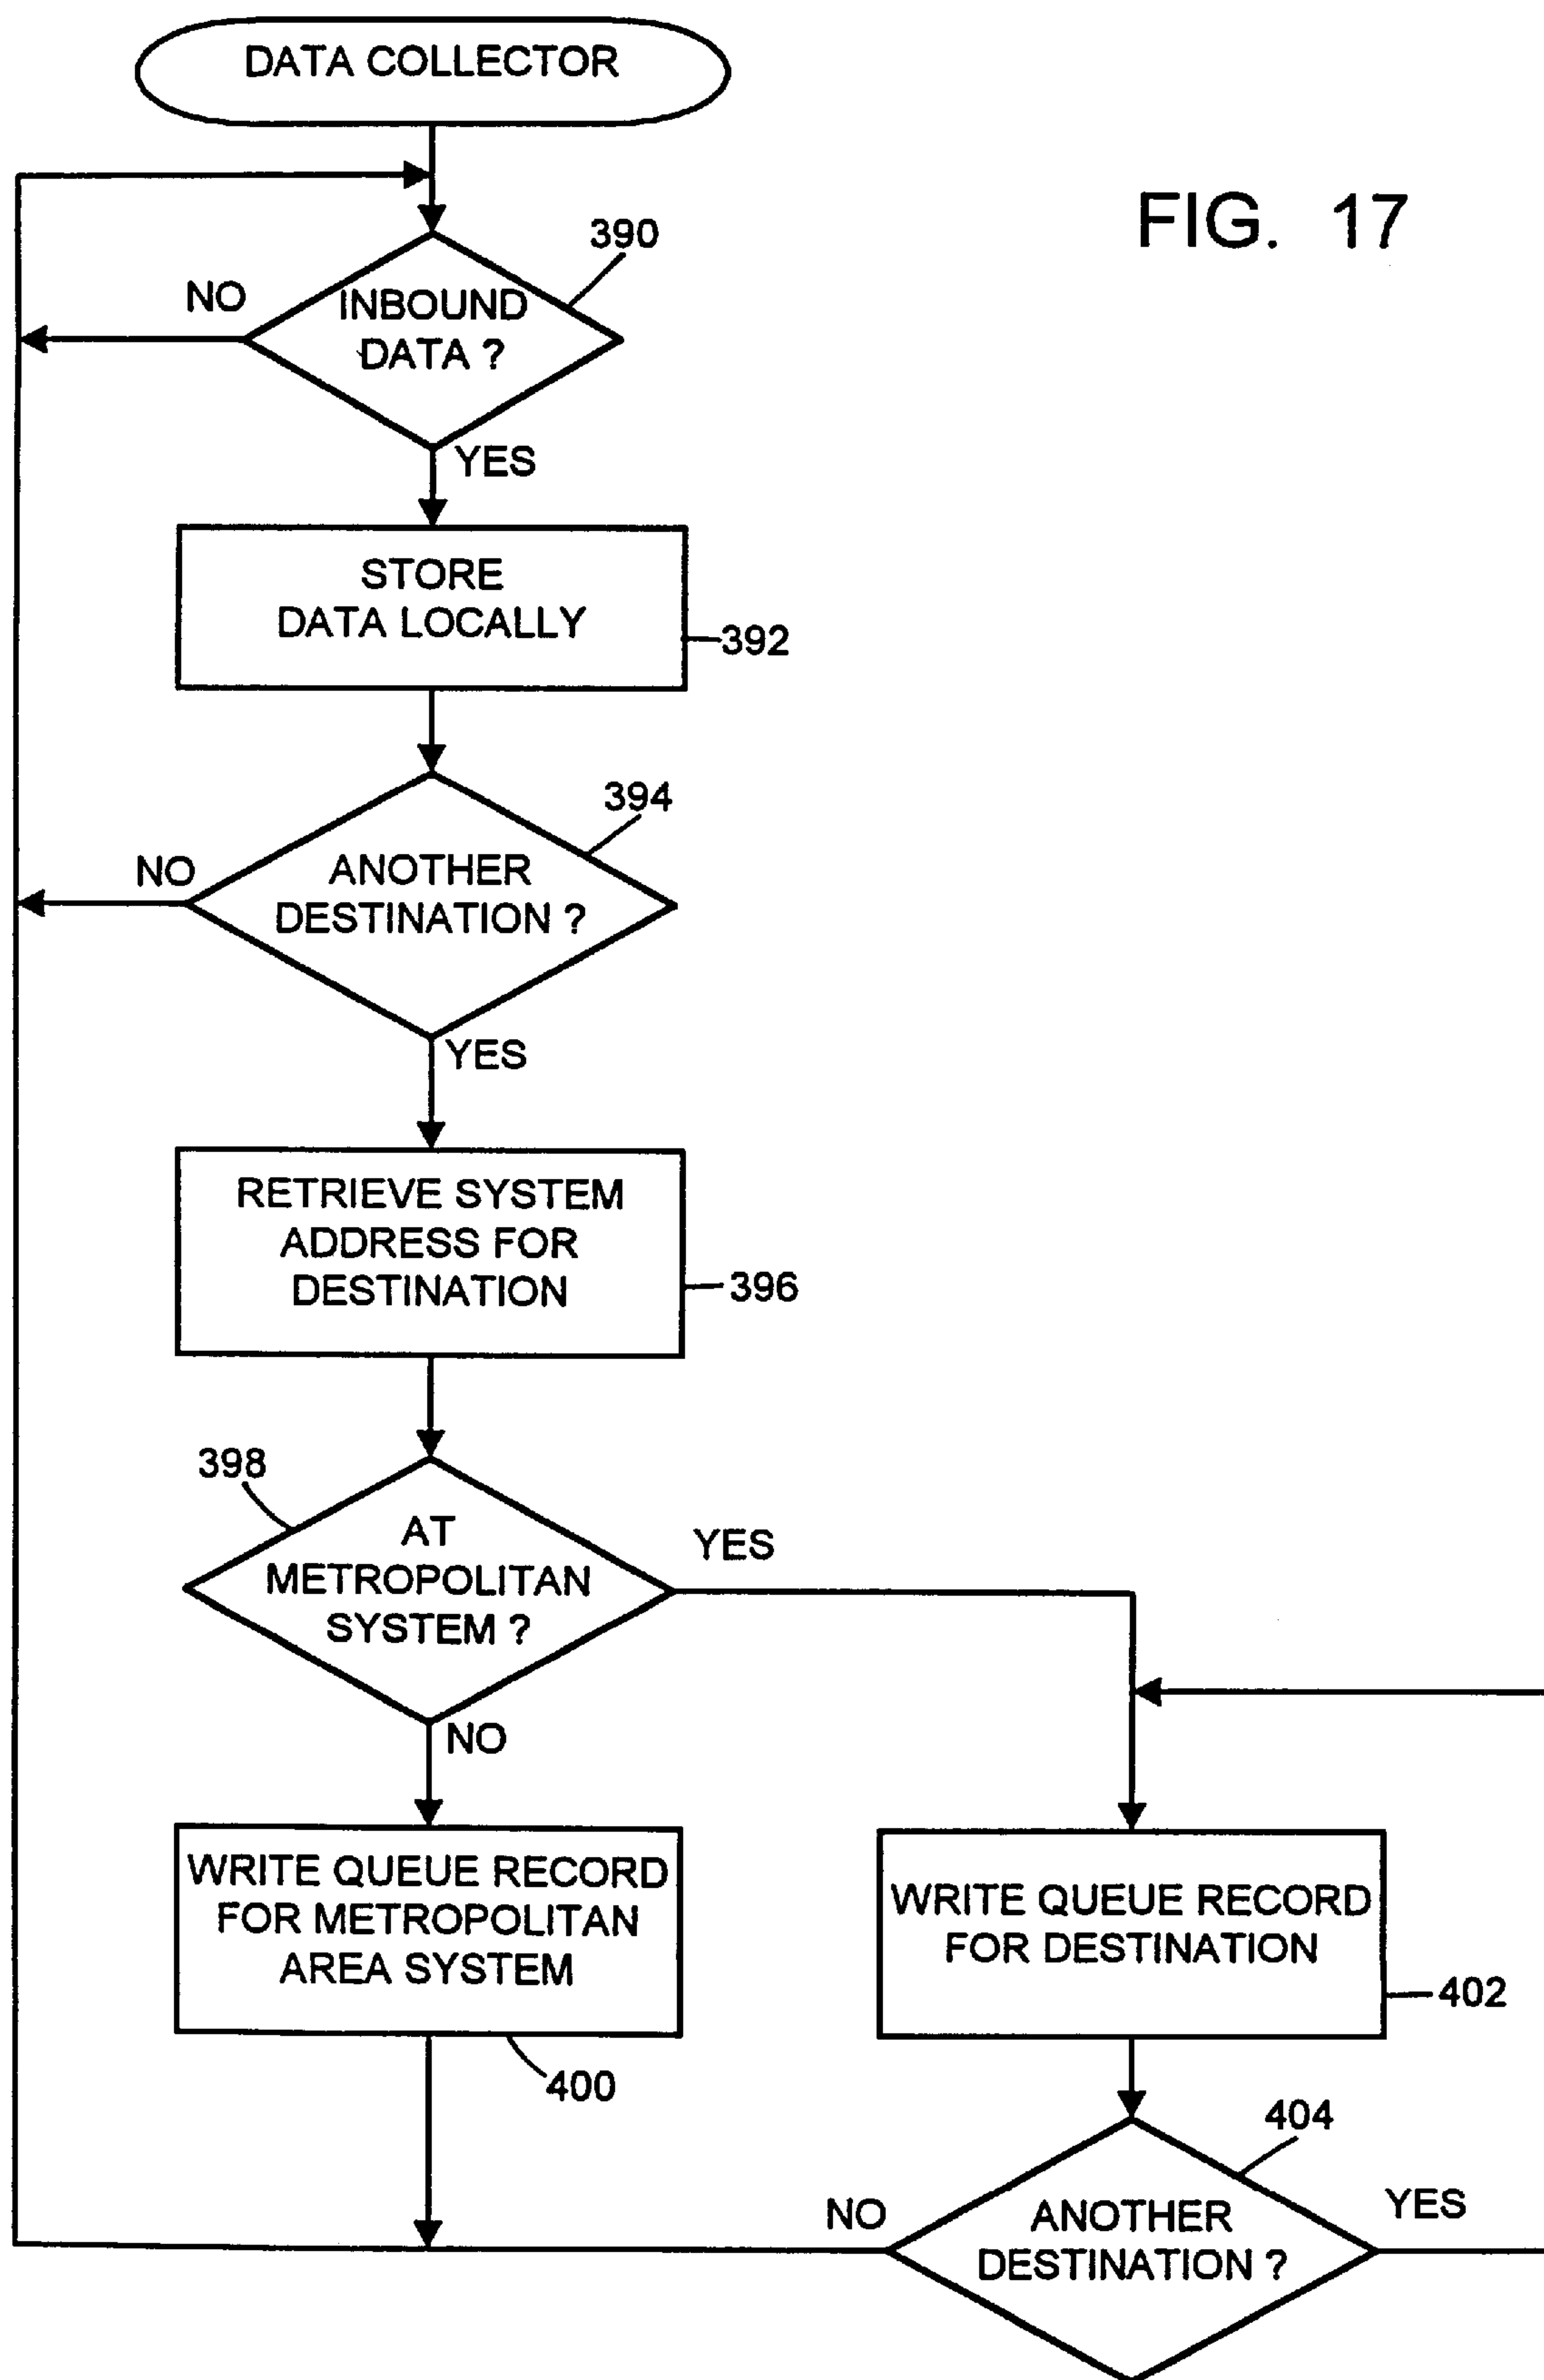 DATA COLLECTOR
FIG. 17
390
NO
INBOUND
DATA ?
YES
STORE
DATA LOCALLY
392
394
NO
ANOTHER
DESTINATION ?
YES
RETRIEVE SYSTEM
ADDRESS FOR
DESTINATION
396
398
AT
METROPOLITAN
SYSTEM ?
YES
NO
WRITE QUEUE RECORD
FOR METROPOLITAN
AREA SYSTEM
400
WRITE QUEUE RECORD
FOR DESTINATION
402
404
NO
ANOTHER
DESTINATION ?
YES